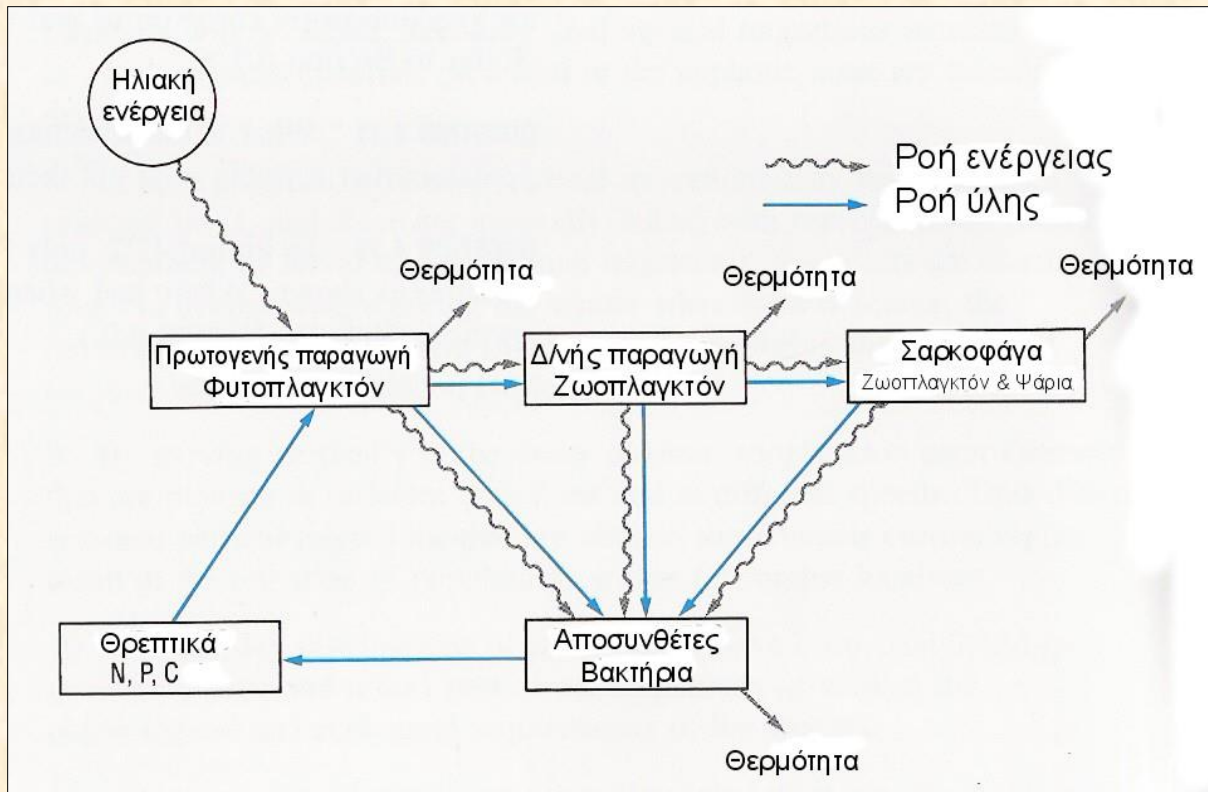 Ηλιακή
ενέργεια
Ροή ενέργειας
Ροή ύλης
Θερμότητα
Θερμότητα
Θερμότητα
Πρωτογενής παραγωγή
Φυτοπλαγκτόν
Δ/νής παραγωγή
Ζωοπλαγκτόν
Σαρκοφάγα
Ζωοπλαγκτόν & Ψάρια
Θρεπτικά
N, P, C
Αποσυνθέτες
Βακτήρια
Θερμότητα